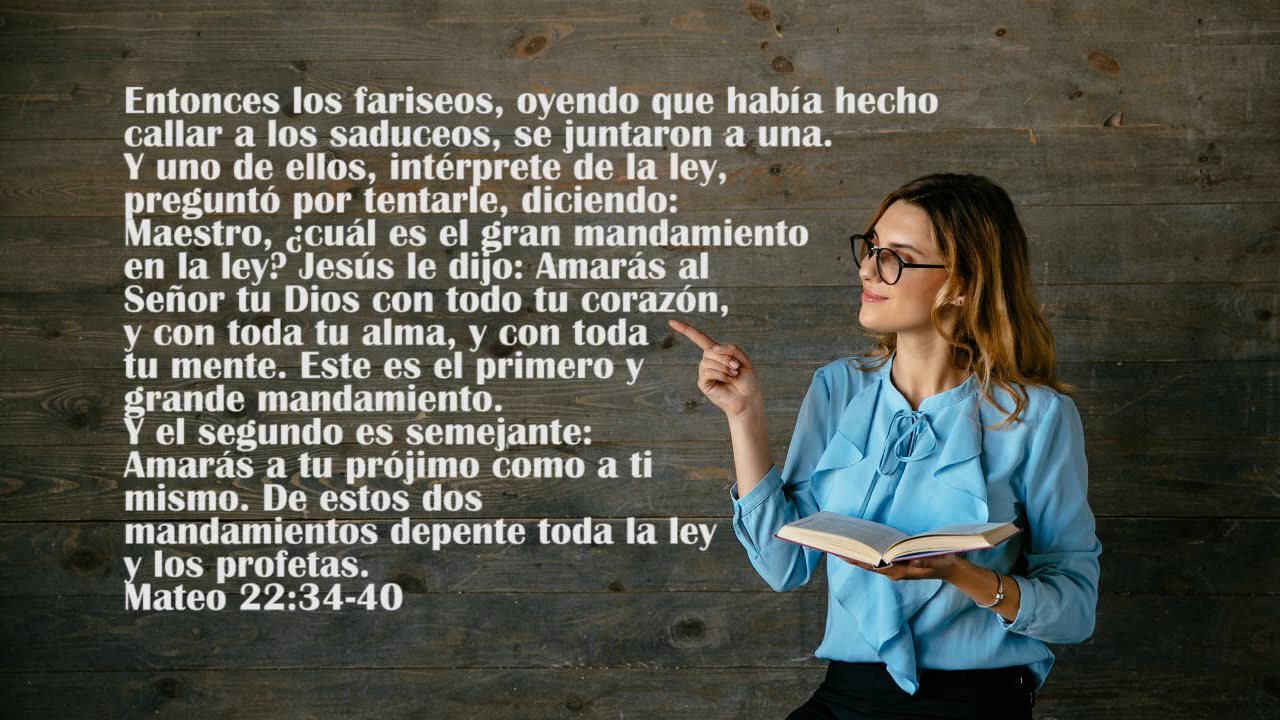 Entonces los fariseos, oyendo que había hecho
callar a los saduceos, se juntaron a una.
Y uno de ellos, intérprete de la ley,
preguntó por tentarle, diciendo:
Maestro, ¿cuál es el gran mandamiento
en la ley? Jesús le dijo: Amarás al
Señor tu Dios con todo tu corazón,
y con toda tu alma, y con toda
tu mente. Este es el primero y
grande mandamiento.
Y el segundo es semejante:
Amarás a tu prójimo como a ti
mismo. De estos dos
mandamientos depente toda la ley
y los profetas.
Mateo 22:34-40